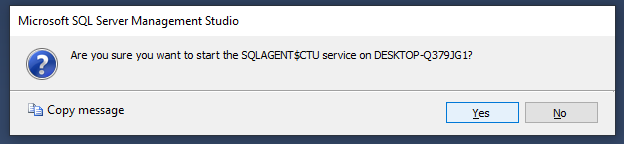 Microsoft SQL Server Management Studio
Are you sure you want to start the SQLAGENT$CTU service on DESKTOP-Q379JG1?
Copy message
Yes
No